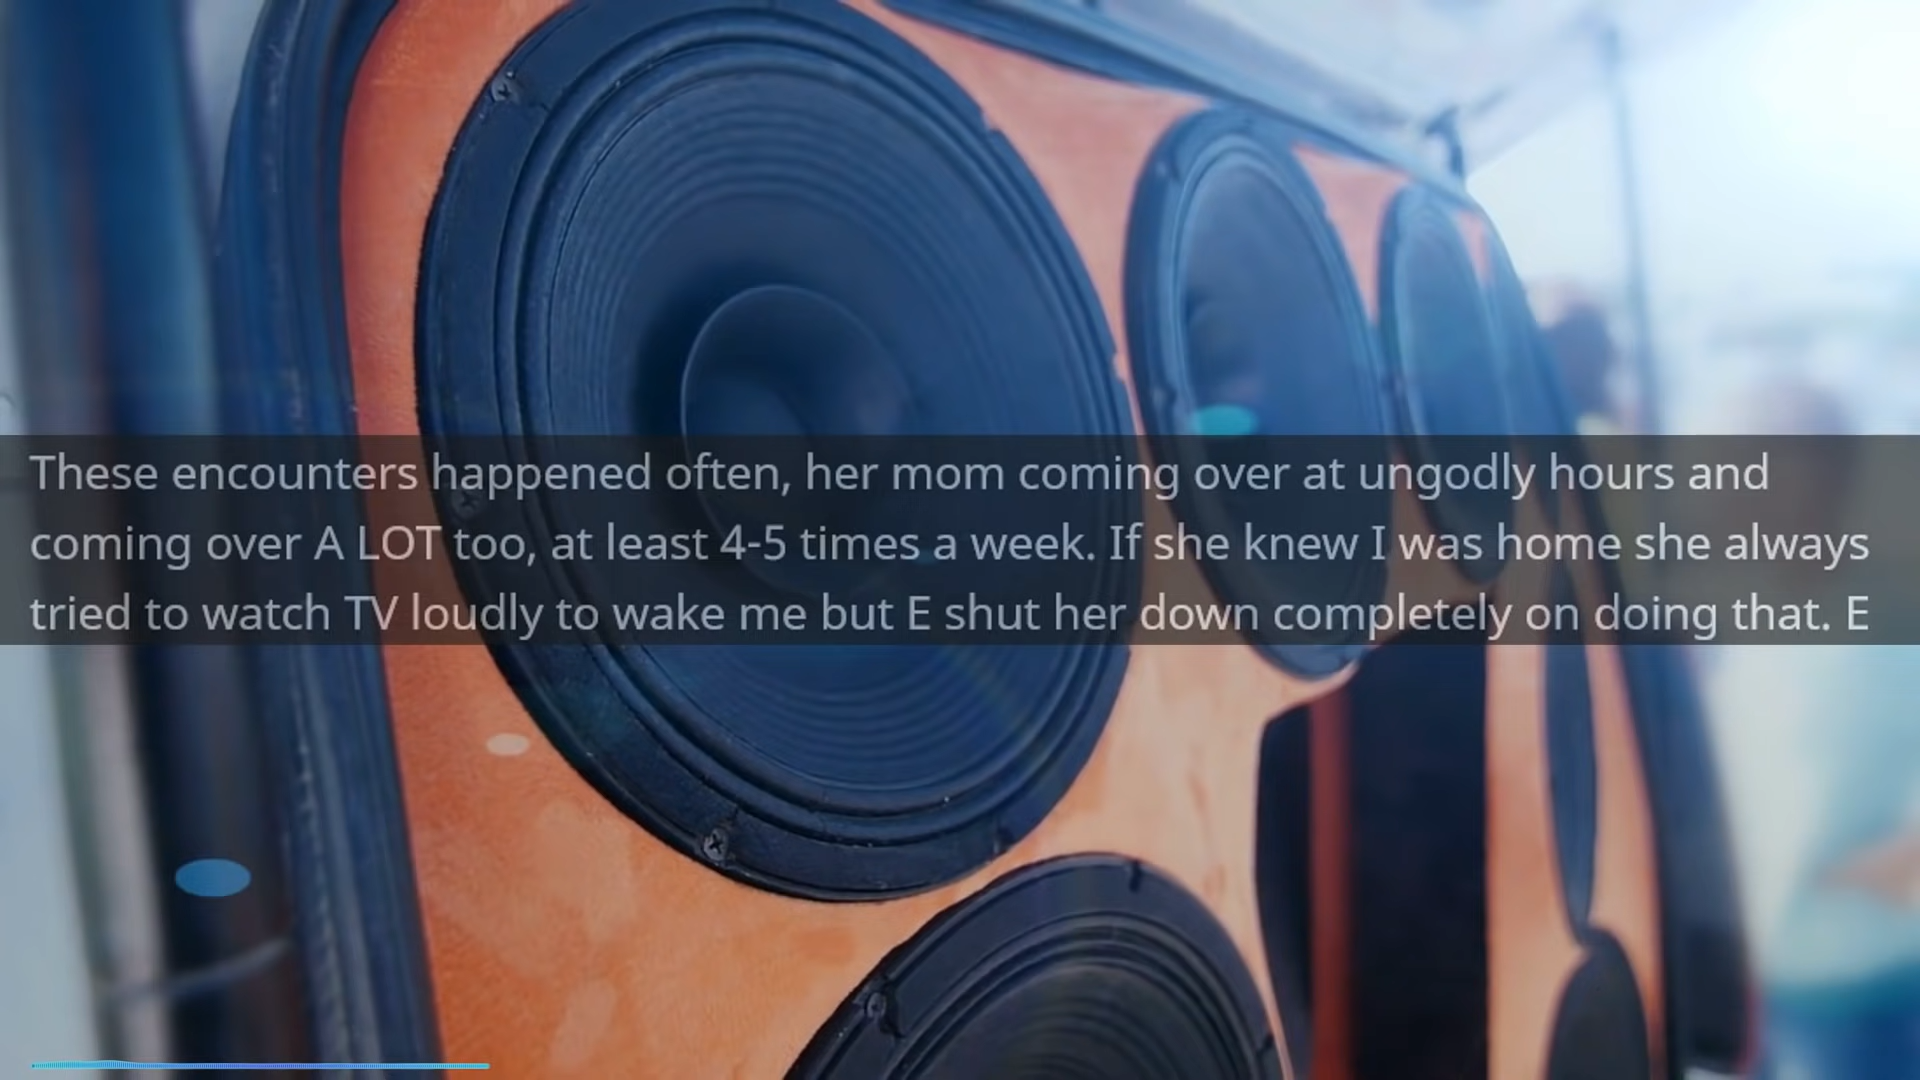 These encounters happened often, her mom coming over at ungodly hours and
coming over A LOT too, at least 4-5 times a week. If she knew I was home she always
tried to watch TV loudly to wake me but E shut her down completely on doing that. E